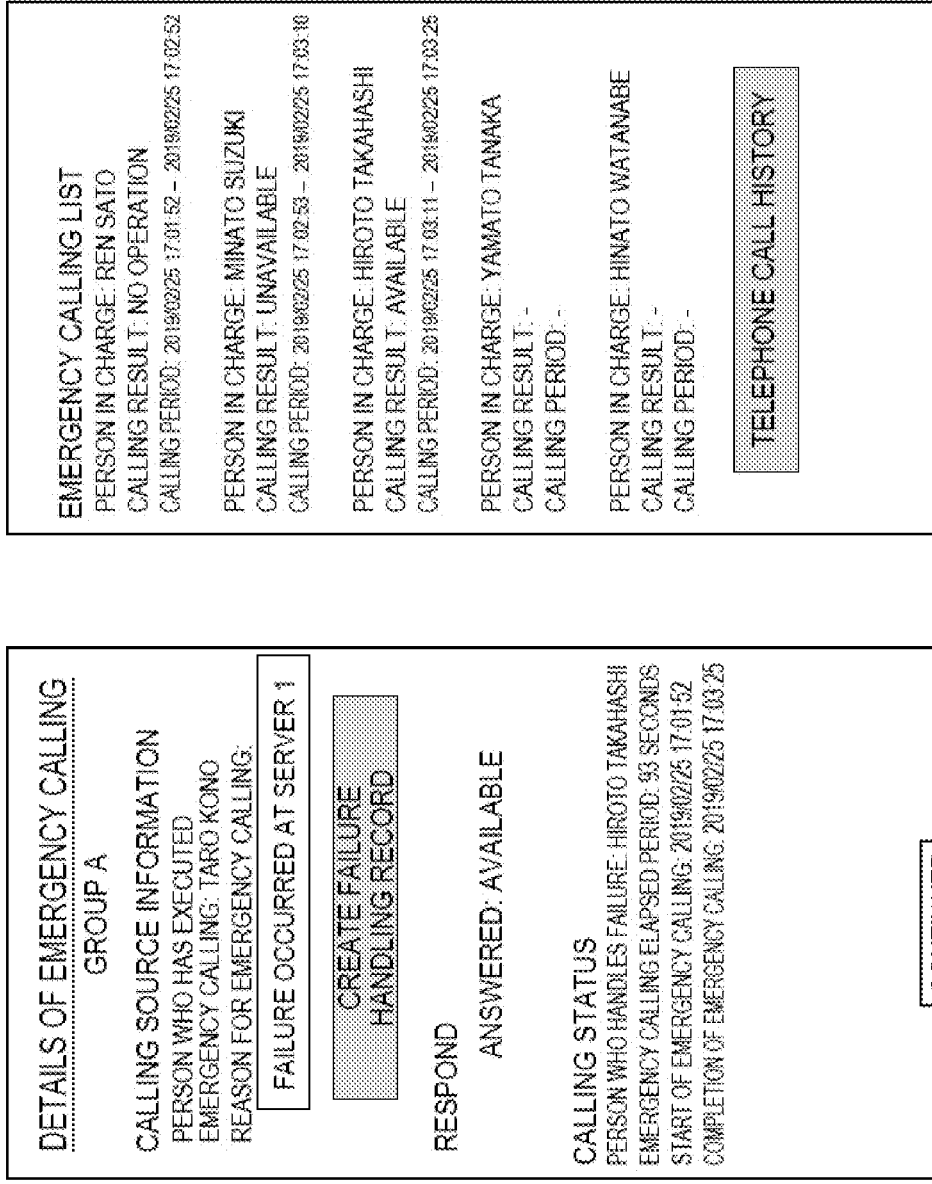 DETAILS OF EMERGENCY CALLING
GROUP A
CALLING SOURCE INFORMATION
PERSON WHO HAS EXECUTED
EMERGENCY CALLING: TARO KONO
REASON FOR EMERGENCY CALLING:
FAILURE OCCURRED AT SERVER 1
CREATE FAILURE
HANDLING RECORD
RESPOND
ANSWERED: AVAILABLE
CALLING STATUS
PERSON WHO HANDLES FAILURE: HIROTO TAKAHASHI
EMERGENCY CALLING ELAPSED PERIOD: 93 SECONDS
START OF EMERGENCY CALLING: 2019/02/25 17:01:52
COMPLETION OF EMERGENCY CALLING: 2019/02/25 17:03:25
EMERGENCY CALLING LIST
PERSON IN CHARGE: REN SATO
CALLING RESULT: NO OPERATION
CALLING PERIOD: 2019/02/25 17:01:52 – 2019/02/25 17:02:52
PERSON IN CHARGE: MINATO SUZUKI
CALLING RESULT: UNAVAILABLE
CALLING PERIOD: 2019/02/25 17:02:53 – 2019/02/25 17:03:10
PERSON IN CHARGE: HIROTO TAKAHASHI
CALLING RESULT: AVAILABLE
CALLING PERIOD: 2019/02/25 17:03:11 – 2019/02/25 17:03:25
PERSON IN CHARGE: YAMATO TANAKA
CALLING RESULT: -
CALLING PERIOD: -
PERSON IN CHARGE: HINATO WATANABE
CALLING RESULT: -
CALLING PERIOD: -
TELEPHONE CALL HISTORY